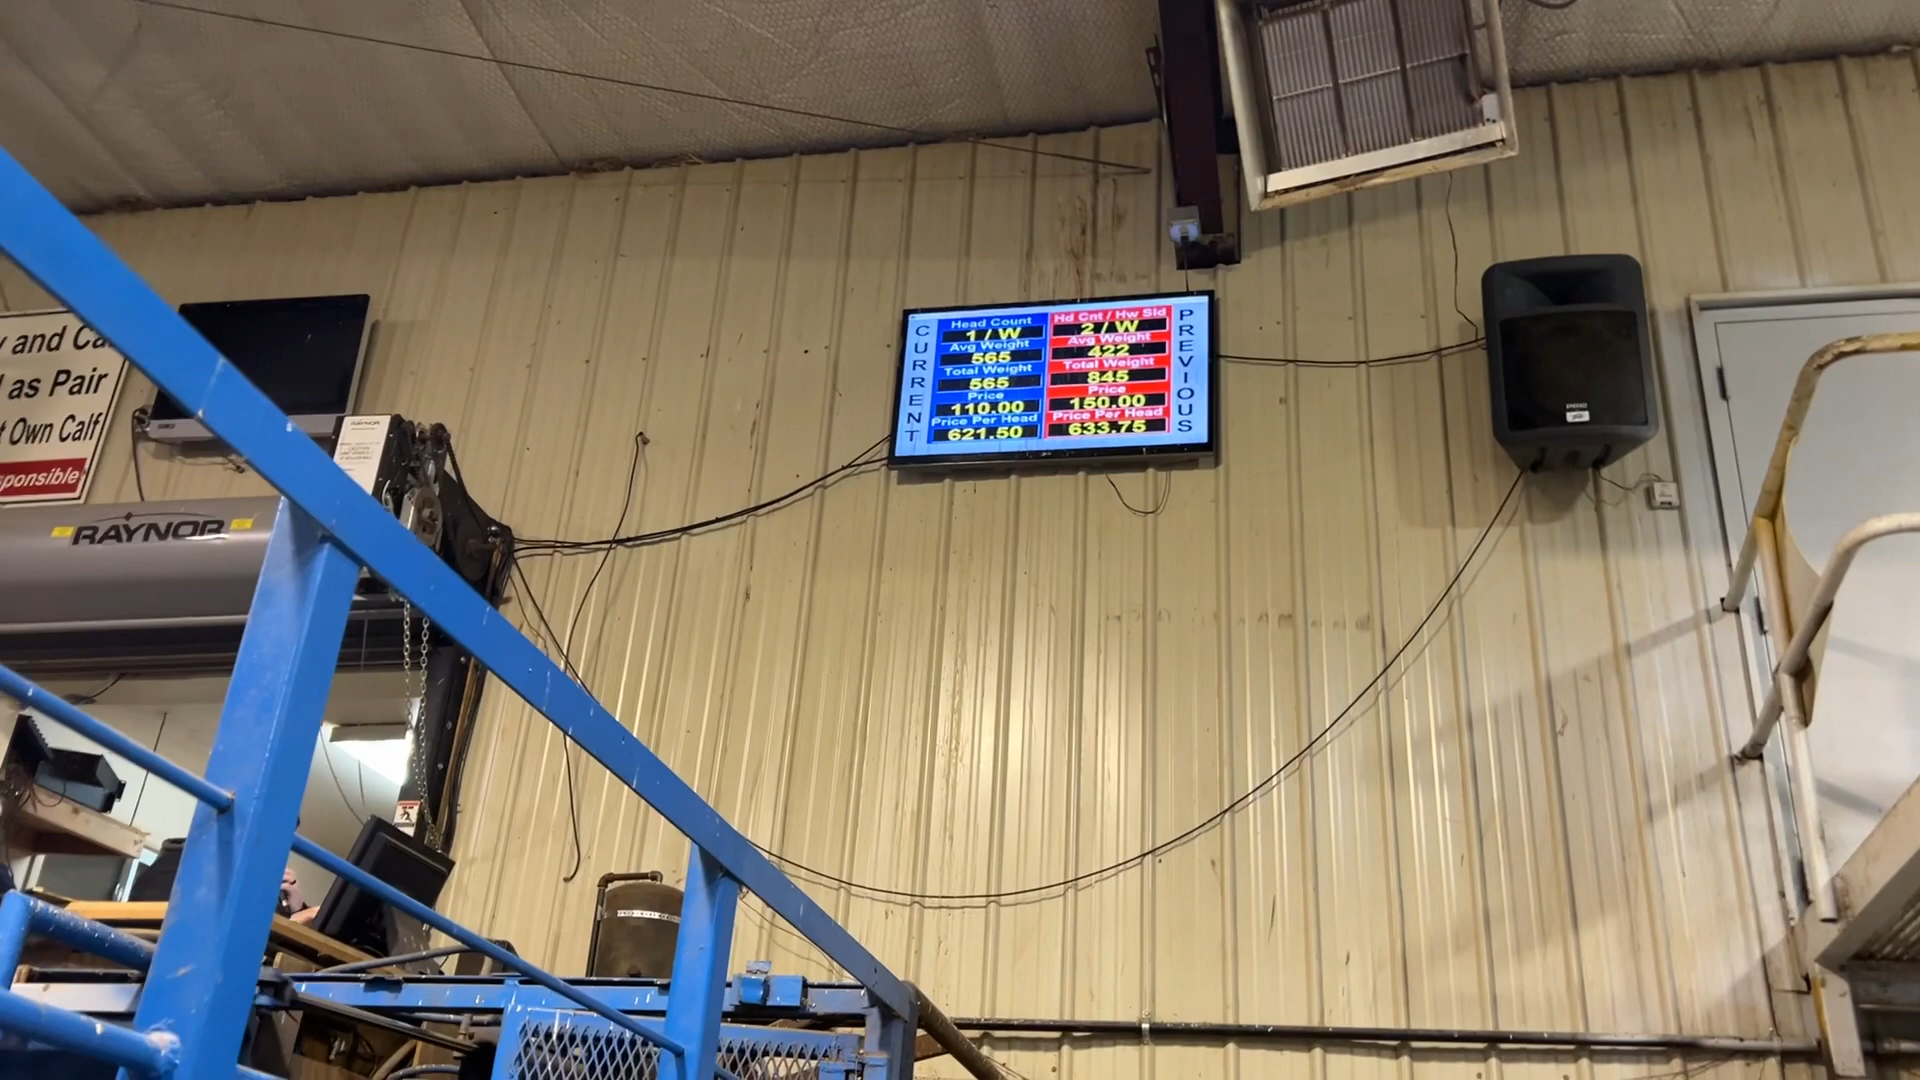 y and Ca
l as Pair
t Own Calf
ponsible
RAYNOR
CURRENT
Head Count
1 / W
Avg Weight
565
Total Weight
565
Price
110.00
Price Per Head
621.50
Hd Cnt / Hw Sld
2 / W
Avg Weight
422
Total Weight
845
Price
150.00
Price Per Head
633.75
PREVIOUS